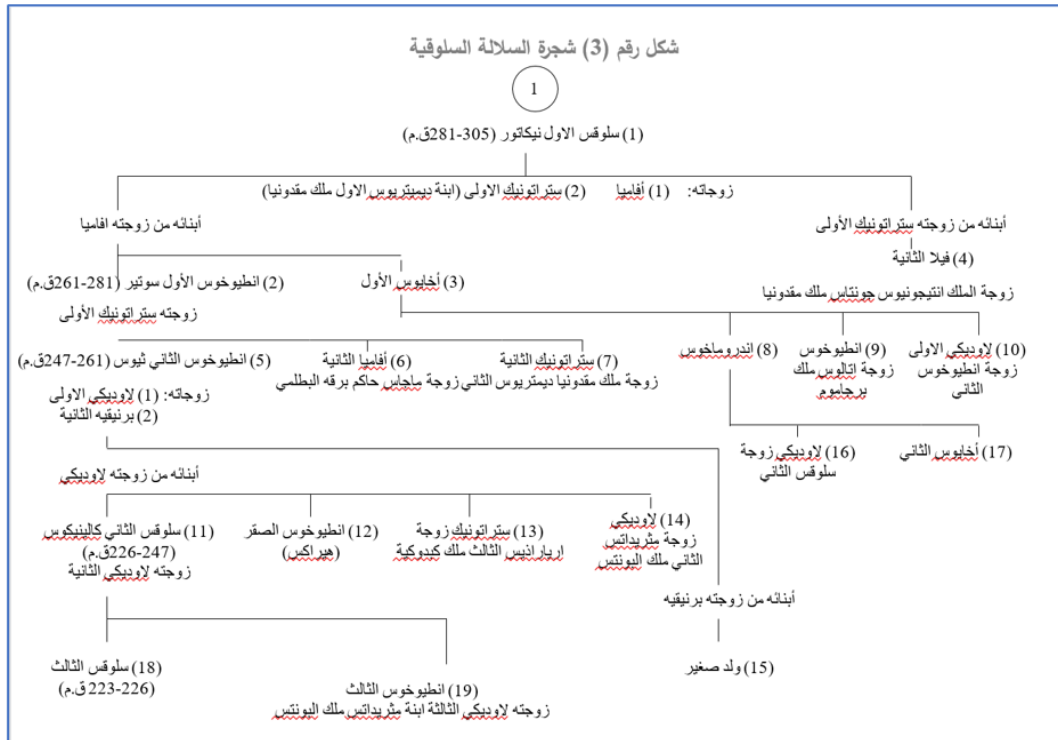 شكل رقم (3) شجرة السلالة السلوقية
1
(1) سلوقس الاول نيكاتور (305-281ق.م)
زوجاته: (1) أفاميا (2) ستراتونيك الاولى (ابنة ديميتريوس الاول ملك مقدونيا)
أبنائه من زوجته ستراتونيك الأولى
أبنائه من زوجته افاميا
(4) فيلا الثانية
زوجة الملك انتيجونيوس جونتاس ملك مقدونيا
(3) أخايوس الأول
(2) انطيوخوس الأول سوتير (281-261ق.م)
زوجته ستراتونيك الأولى
(10) لاوديكي الاولى
زوجة انطيوخوس
الثاني
(9) انطيوخوس
زوجة اتالوس ملك
برجاموم
(8) اندروماخوس
(7) ستراتونيك الثانية
زوجة ملك مقدونيا ديمتريوس الثاني
(6) أفاميا الثانية
زوجة ماجاس حاكم برقه البطلمي
(5) انطيوخوس الثاني ثيوس (261-247ق.م)
زوجاته: (1) لاوديكي الاولى
(2) برنيقيه الثانية
(17) أخايوس الثاني
(16) لاوديكي زوجة
سلوقس الثاني
أبنائه من زوجته لاوديكي
(14) لاوديكي
زوجة مثريداتس
الثاني ملك البونتس
(13) ستراتونيك زوجة
ارياراذيس الثالث ملك كبدوكية
(12) انطيوخوس الصقر
(هيراكس)
(11) سلوقس الثاني كالينيكوس
(247-226ق.م)
زوجته لاوديكي الثانية
أبنائه من زوجته برنيقيه
(15) ولد صغير
(19) انطيوخوس الثالث
زوجته لاوديكي الثالثة ابنة مثريداتس ملك البونتس
(18) سلوقس الثالث
(226-223 ق.م)